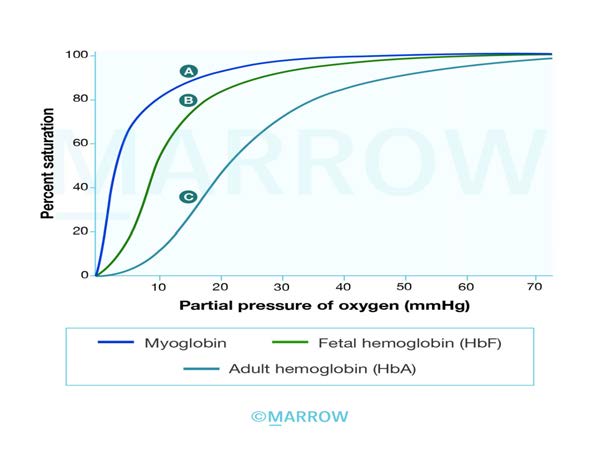 100
A
80
B
MARROW
60
Percent saturation
40
C
20
0
10 20 30 40 50 60 70
Partial pressure of oxygen (mmHg)
Myoglobin Fetal hemoglobin (HbF)
Adult hemoglobin (HbA)
©MARROW